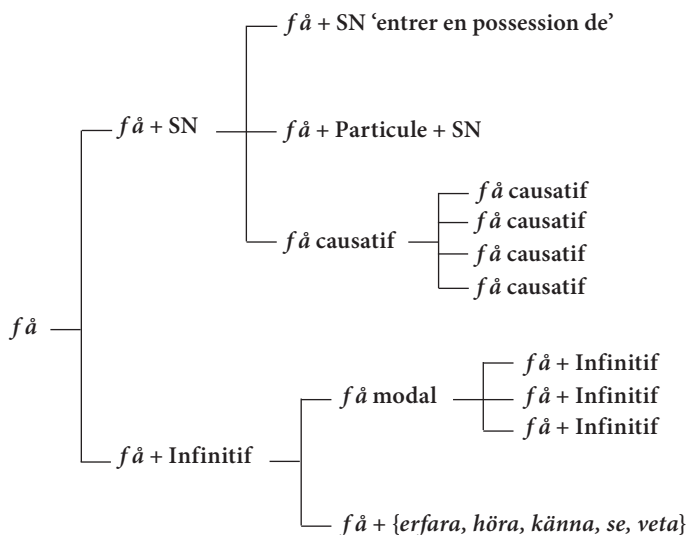 få + SN ‘entrer en possession de’
få + SN
få + Particule + SN
få causatif
få causatif
få causatif
få causatif
få causatif
få
få + Infinitif
få modal
få + Infinitif
få + Infinitif
få + Infinitif
få + {erfara, höra, känna, se, veta}